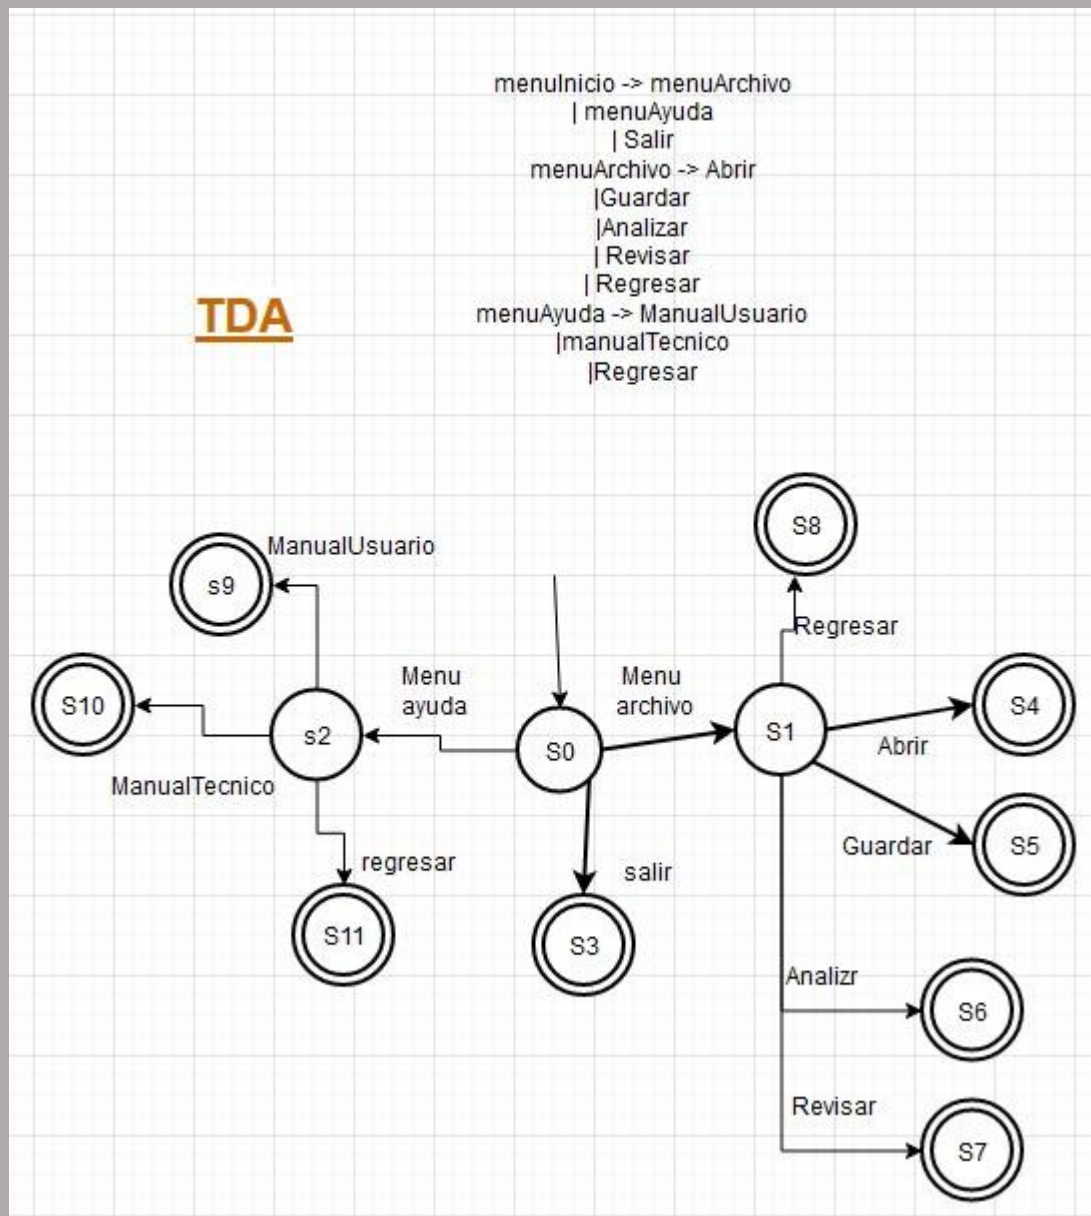 menuInicio -> menuArchivo
| menuAyuda
| Salir
menuArchivo -> Abrir
|Guardar
|Analizar
| Revisar
| Regresar
menuAyuda -> ManualUsuario
|manualTecnico
|Regresar
TDA
S8
ManualUsuario
s9
Regresar
Menu
ayuda
Menu
archivo
S10
s2
S0
S1
S4
Abrir
ManualTecnico
Guardar
S5
regresar
salir
S11
S3
Analizr
S6
Revisar
S7